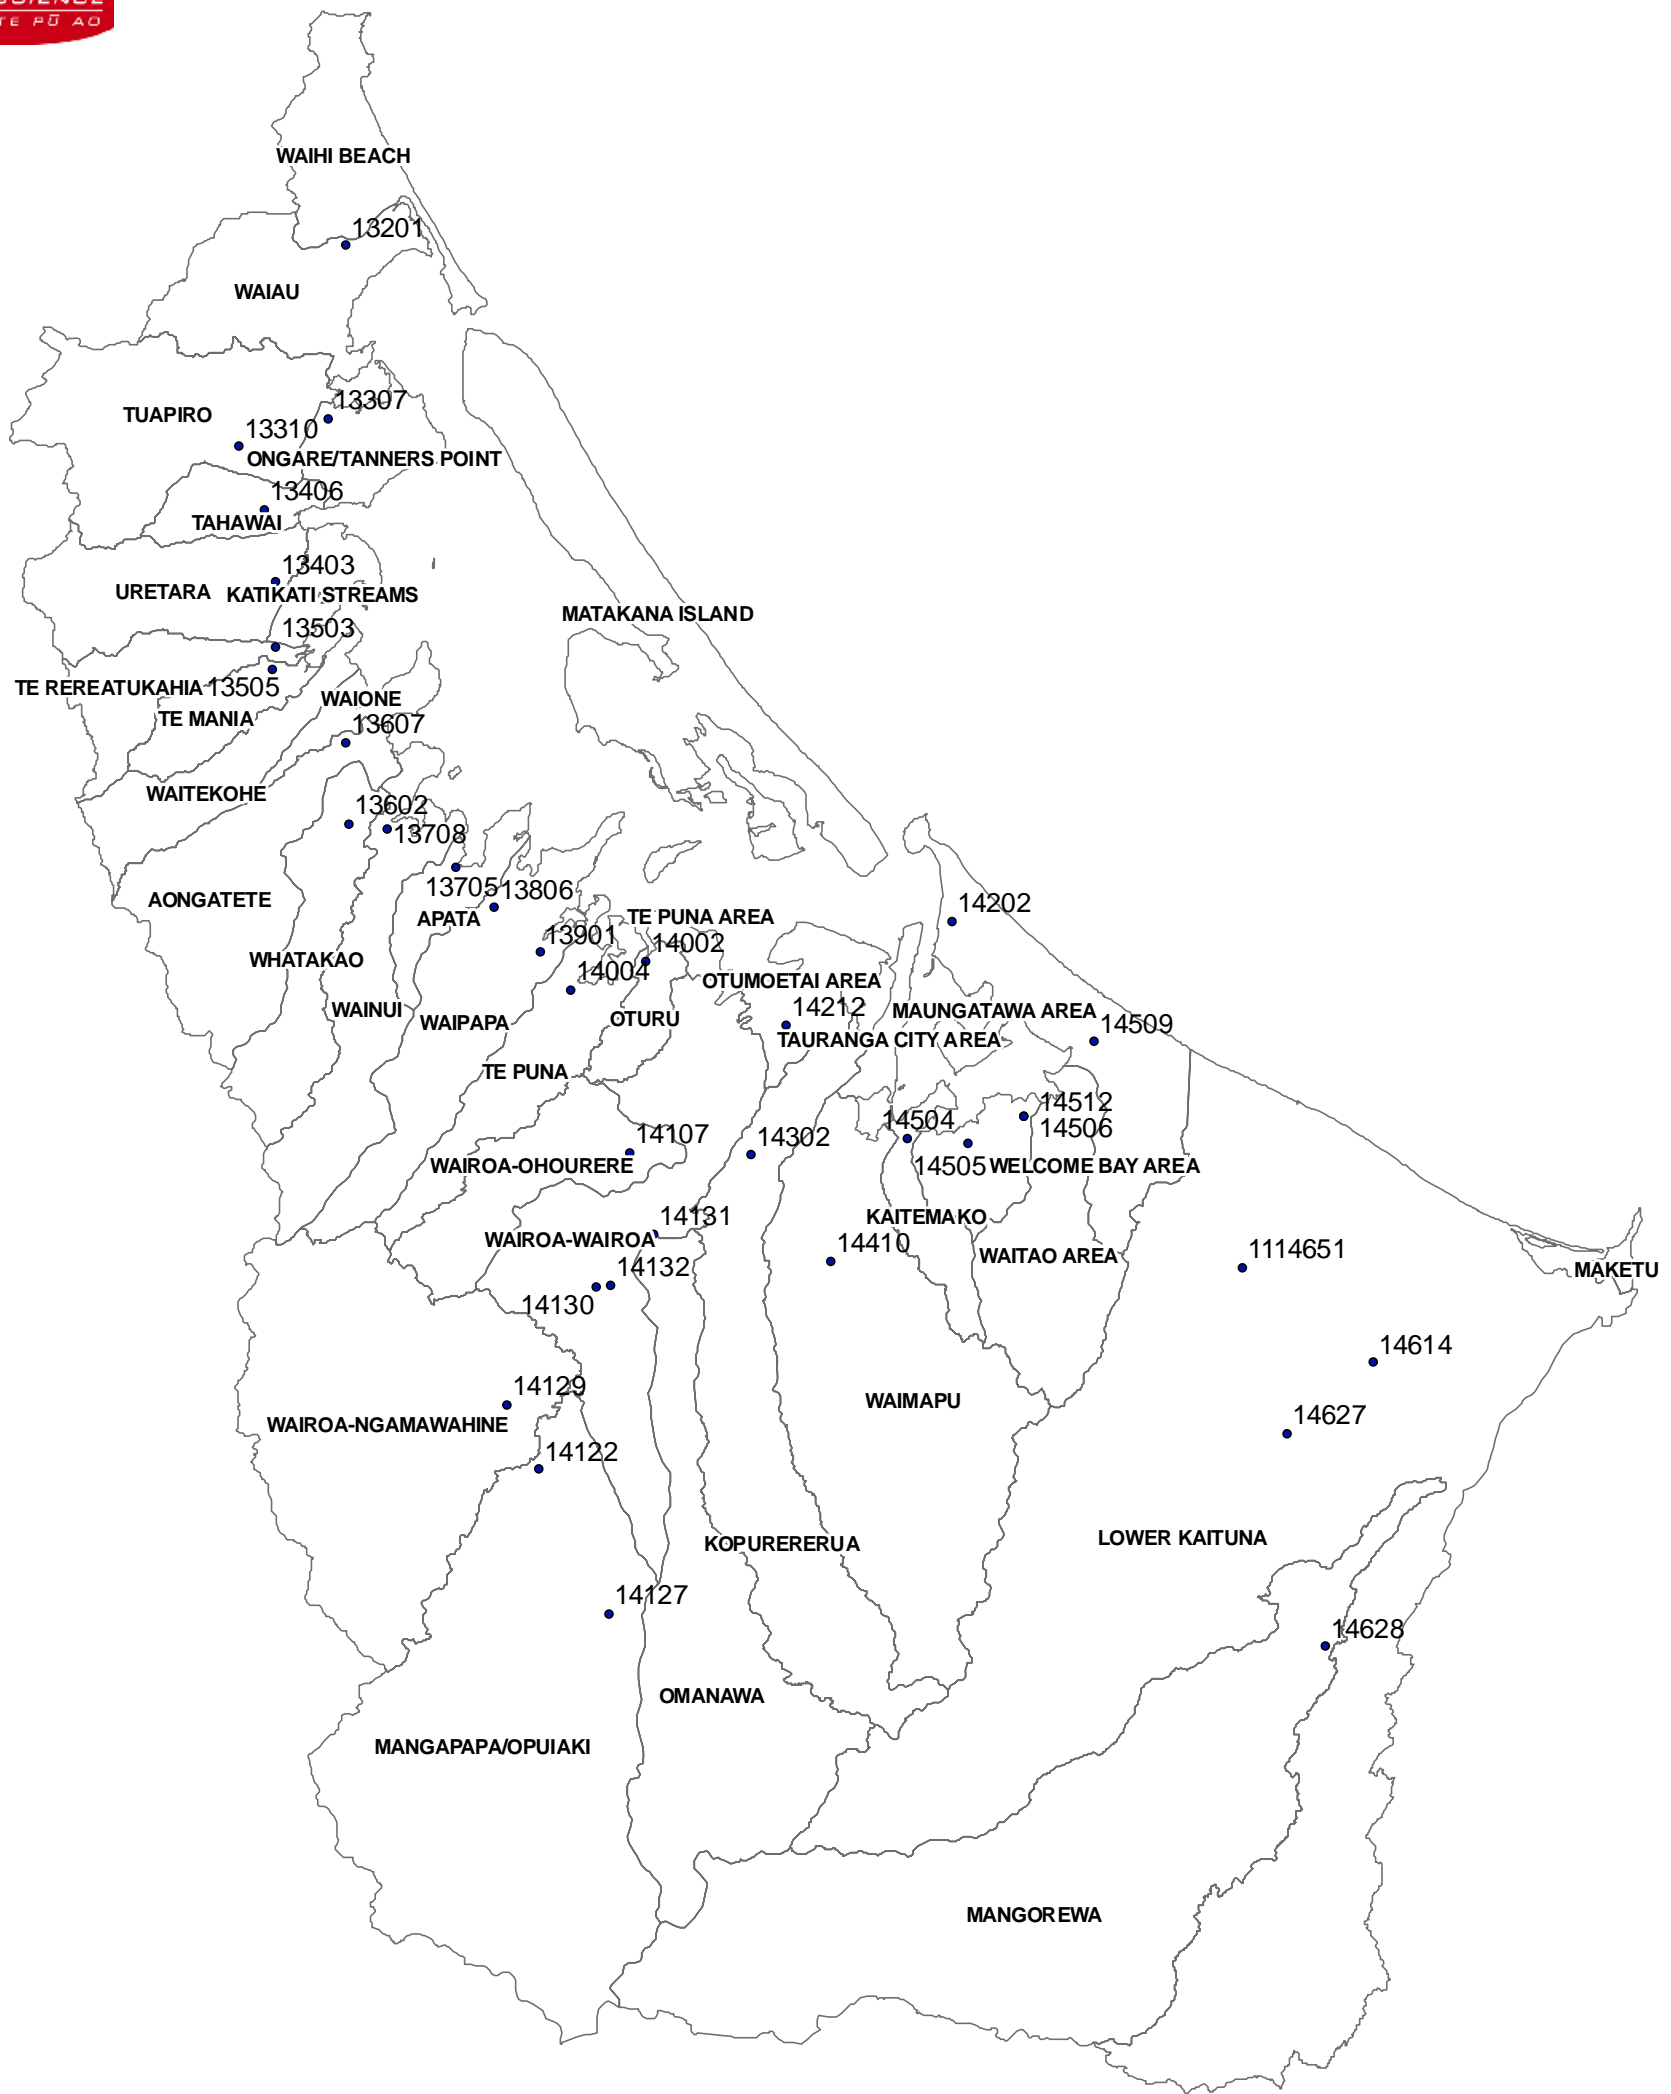 TE PŪ AO
WAIHI BEACH
13201
WAIAU
13307
TUAPIRO
13310
ONGARE/TANNERS POINT
13406
TAHAWAI
13403
URETARA
KATIKATI STREAMS
MATAKANA ISLAND
13503
TE REREATUKAHIA
13505
WAIONE
TE MANIA
13607
WAITEKOHE
13602
13708
13705
13806
AONGATETE
APATA
TE PUNA AREA
14202
13901
14002
WHATAKAO
14004
OTUMOETAI AREA
WAINUI
WAIPAPA
OTURU
14212
MAUNGATAWA AREA
14509
TAURANGA CITY AREA
TE PUNA
14512
14506
14107
14302
14504
14505
WELCOME BAY AREA
WAIROA-OHOURERE
14131
KAITEMAKO
WAIROA-WAIROA
14410
WAITAO AREA
1114651
14132
MAKETU
14130
14614
14129
WAIMAPU
WAIROA-NGAMAWAHINE
14627
14122
KOPURERERUA
LOWER KAITUNA
14127
14628
OMANAWA
MANGAPAPA/OPUIAKI
MANGOREWA